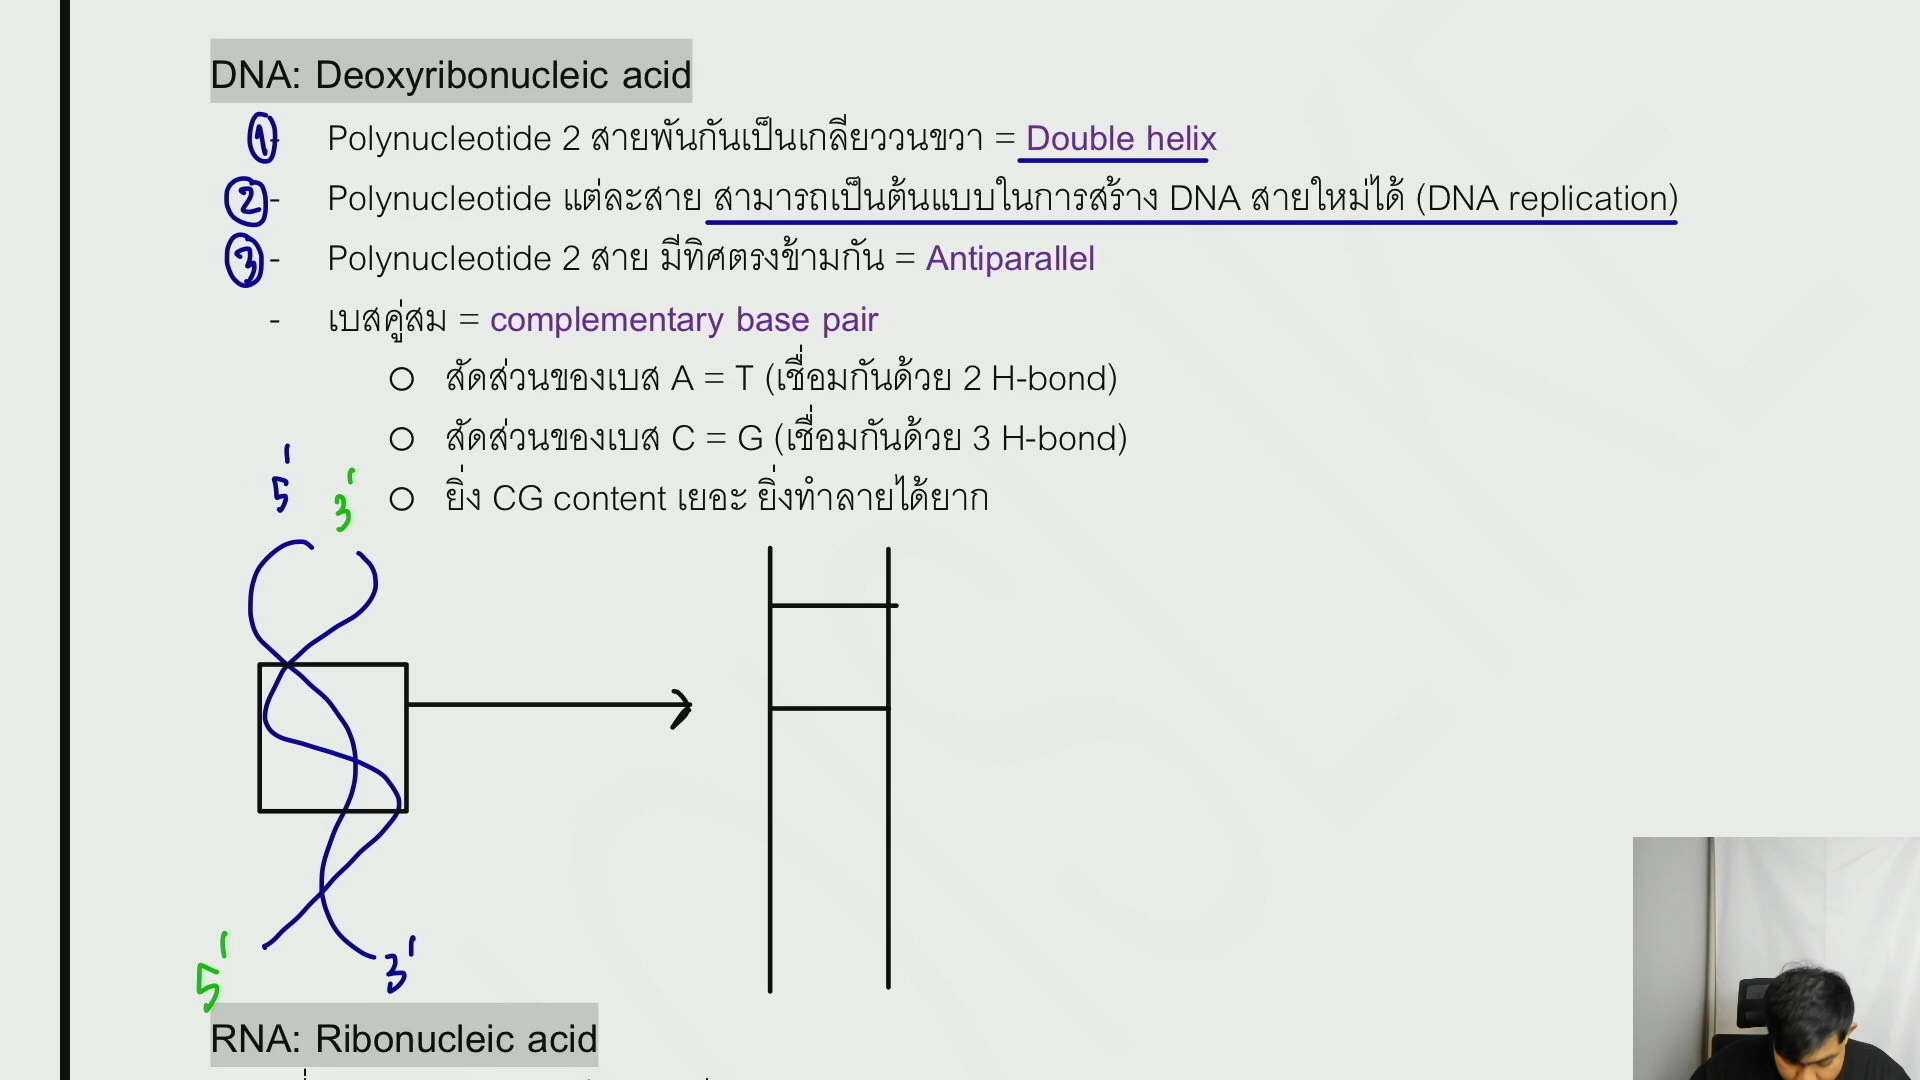 DNA: Deoxyribonucleic acid
1 - Polynucleotide 2 สายพันกันเป็นเกลียววนขวา = Double helix
2 - Polynucleotide แต่ละสาย สามารถเป็นต้นแบบในการสร้าง DNA สายใหม่ได้ (DNA replication)
3 - Polynucleotide 2 สาย มีทิศตรงข้ามกัน = Antiparallel
- เบสคู่สม = complementary base pair
○ สัดส่วนของเบส A = T (เชื่อมกันด้วย 2 H-bond)
○ สัดส่วนของเบส C = G (เชื่อมกันด้วย 3 H-bond)
○ ยิ่ง CG content เยอะ ยิ่งทำลายได้ยาก
5' 3'
5' 3'
RNA: Ribonucleic acid